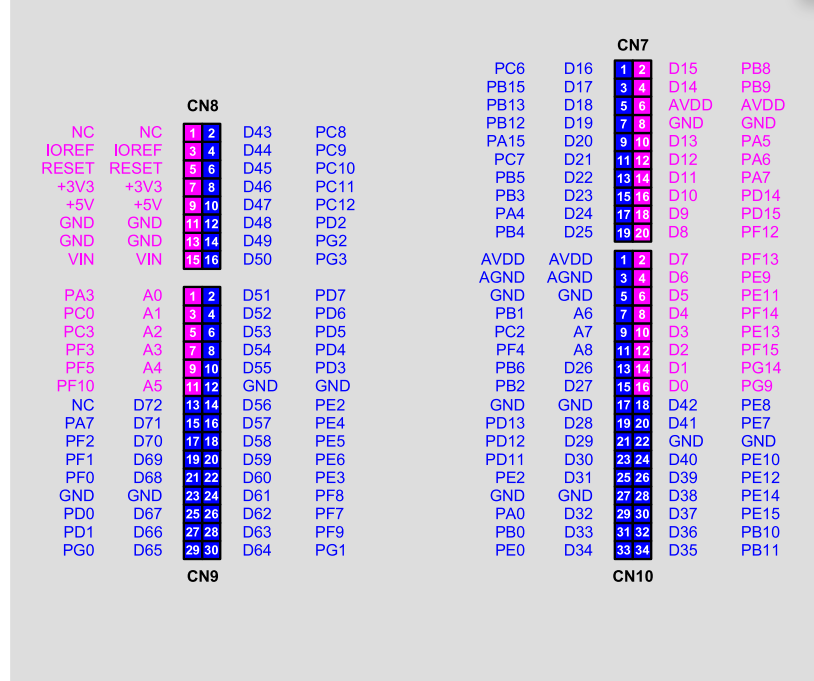 CN8
NC NC 1 2 D43 PC8
IOREF IOREF 3 4 D44 PC9
RESET RESET 5 6 D45 PC10
+3V3 +3V3 7 8 D46 PC11
+5V +5V 9 10 D47 PC12
GND GND 11 12 D48 PD2
GND GND 13 14 D49 PG2
VIN VIN 15 16 D50 PG3
PA3 A0 1 2 D51 PD7
PC0 A1 3 4 D52 PD6
PC3 A2 5 6 D53 PD5
PF3 A3 7 8 D54 PD4
PF5 A4 9 10 D55 PD3
PF10 A5 11 12 GND GND
NC D72 13 14 D56 PE2
PA7 D71 15 16 D57 PE4
PF2 D70 17 18 D58 PE5
PF1 D69 19 20 D59 PE6
PF0 D68 21 22 D60 PE3
GND GND 23 24 D61 PF8
PD0 D67 25 26 D62 PF7
PD1 D66 27 28 D63 PF9
PG0 D65 29 30 D64 PG1
CN9
CN7
PC6 D16 1 2 D15 PB8
PB15 D17 3 4 D14 PB9
PB13 D18 5 6 AVDD AVDD
PB12 D19 7 8 GND GND
PA15 D20 9 10 D13 PA5
PC7 D21 11 12 D12 PA6
PB5 D22 13 14 D11 PA7
PB3 D23 15 16 D10 PD14
PA4 D24 17 18 D9 PD15
PB4 D25 19 20 D8 PF12
AVDD AVDD 1 2 D7 PF13
AGND AGND 3 4 D6 PE9
GND GND 5 6 D5 PE11
PB1 A6 7 8 D4 PF14
PC2 A7 9 10 D3 PE13
PF4 A8 11 12 D2 PF15
PB6 D26 13 14 D1 PG14
PB2 D27 15 16 D0 PG9
GND GND 17 18 D42 PE8
PD13 D28 19 20 D41 PE7
PD12 D29 21 22 GND GND
PD11 D30 23 24 D40 PE10
PE2 D31 25 26 D39 PE12
GND GND 27 28 D38 PE14
PA0 D32 29 30 D37 PE15
PB0 D33 31 32 D36 PB10
PE0 D34 33 34 D35 PB11
CN10